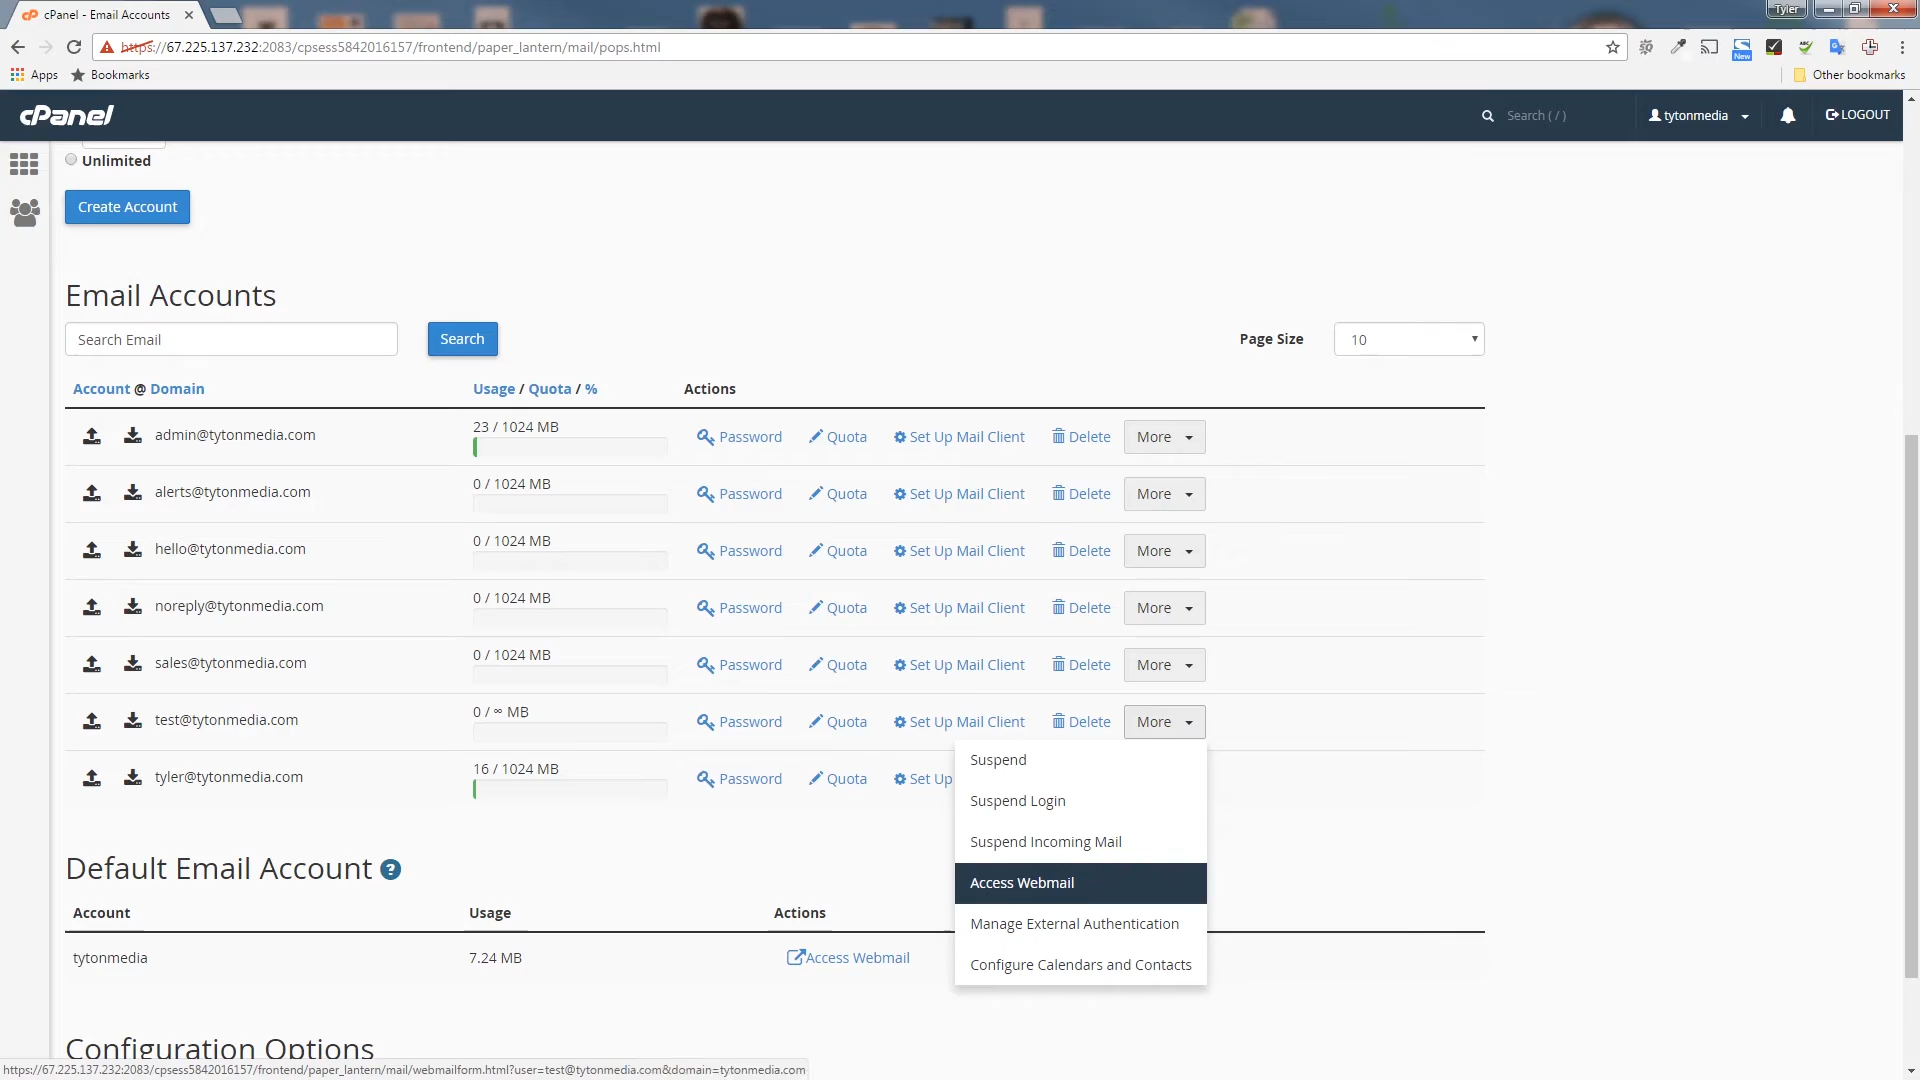 cPanel - Email Accounts
Tyler
https://67.225.137.232:2083/cpsess5842016157/frontend/paper_lantern/mail/pops.html
New
Apps
Bookmarks
Other bookmarks
cPanel
Search ( / )
tytonmedia
LOGOUT
Unlimited
Create Account
Email Accounts
Search Email
Search
Page Size
10
Account @ Domain
Usage / Quota / %
Actions
admin@tytonmedia.com
23 / 1024 MB
Password
Quota
Set Up Mail Client
Delete
More
alerts@tytonmedia.com
0 / 1024 MB
Password
Quota
Set Up Mail Client
Delete
More
hello@tytonmedia.com
0 / 1024 MB
Password
Quota
Set Up Mail Client
Delete
More
noreply@tytonmedia.com
0 / 1024 MB
Password
Quota
Set Up Mail Client
Delete
More
sales@tytonmedia.com
0 / 1024 MB
Password
Quota
Set Up Mail Client
Delete
More
test@tytonmedia.com
0 / ∞ MB
Password
Quota
Set Up Mail Client
Delete
More
tyler@tytonmedia.com
16 / 1024 MB
Password
Quota
Set Up
Suspend
Suspend Login
Suspend Incoming Mail
Access Webmail
Manage External Authentication
Configure Calendars and Contacts
Default Email Account ?
Account
Usage
Actions
tytonmedia
7.24 MB
Access Webmail
Configuration Options
https://67.225.137.232:2083/cpsess5842016157/frontend/paper_lantern/mail/webmailform.html?user=test@tytonmedia.com&domain=tytonmedia.com